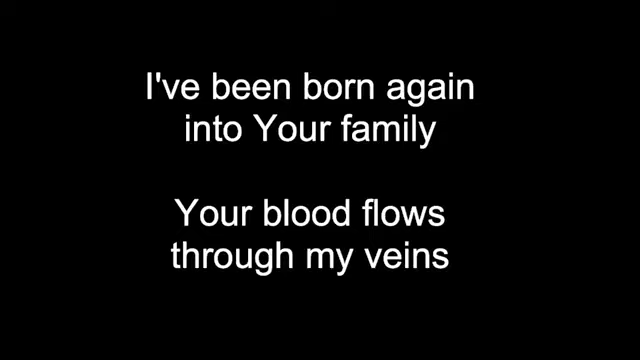 I've been born again
into Your family
Your blood flows
through my veins